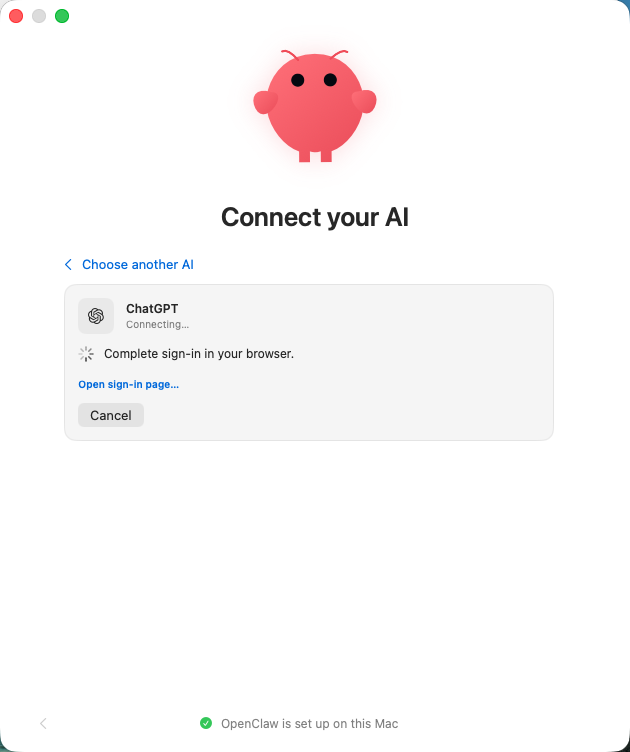 Connect your AI
Choose another AI
ChatGPT
Connecting...
Complete sign-in in your browser.
Open sign-in page...
Cancel
OpenClaw is set up on this Mac